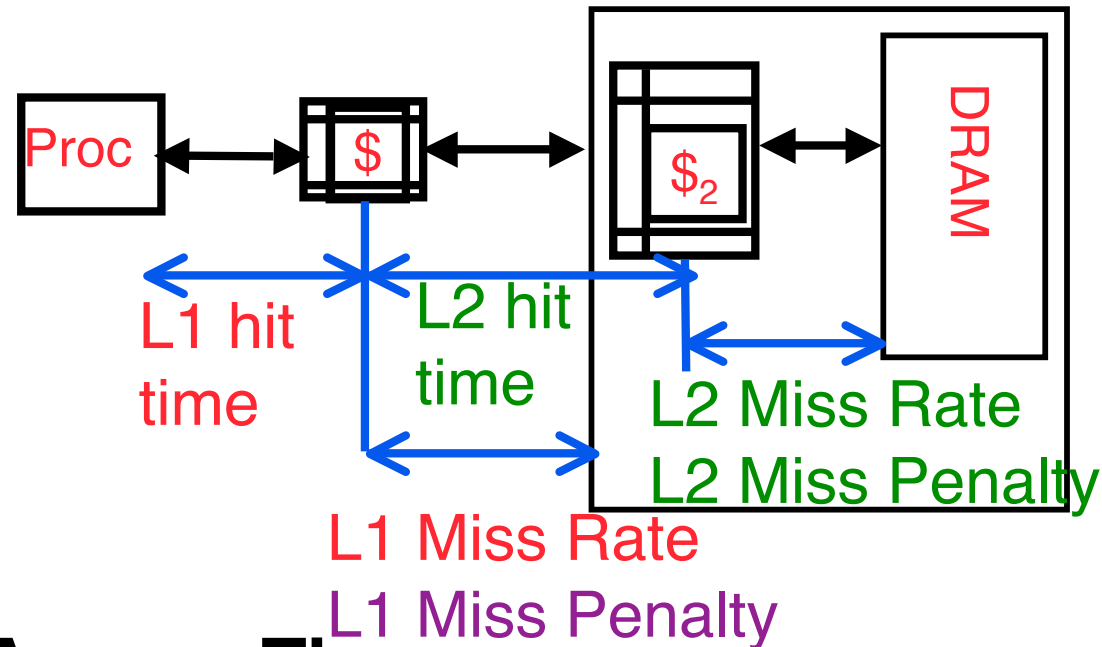 Proc
$
$2
DRAM
L1 hit
time
L2 hit
time
L2 Miss Rate
L2 Miss Penalty
L1 Miss Rate
L1 Miss Penalty